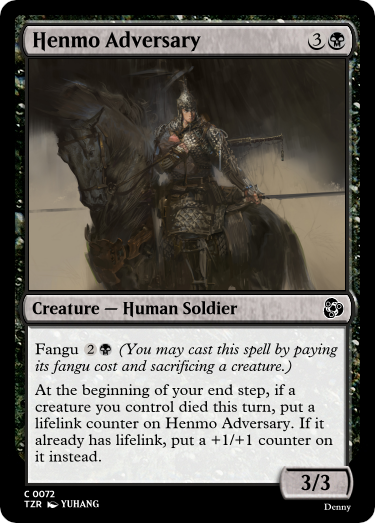 Henmo Adversary 3
Creature — Human Soldier
Fangu 2 (You may cast this spell by paying
its fangu cost and sacrificing a creature.)
At the beginning of your end step, if a
creature you control died this turn, put a
lifelink counter on Henmo Adversary. If it
already has lifelink, put a +1/+1 counter on
it instead.
3/3
C 0072
TZR YUHANG
Denny